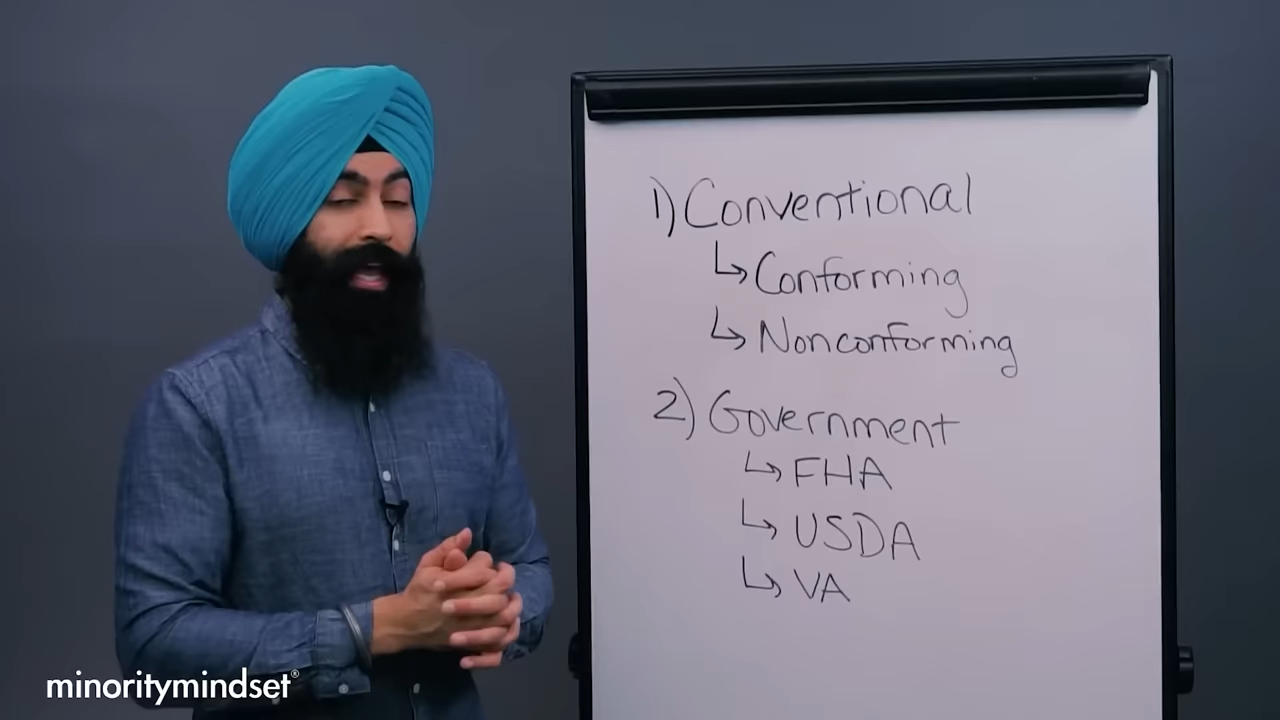 1) Conventional
↳ Conforming
↳ Nonconforming
2) Government
↳ FHA
↳ USDA
↳ VA
minoritymindset®